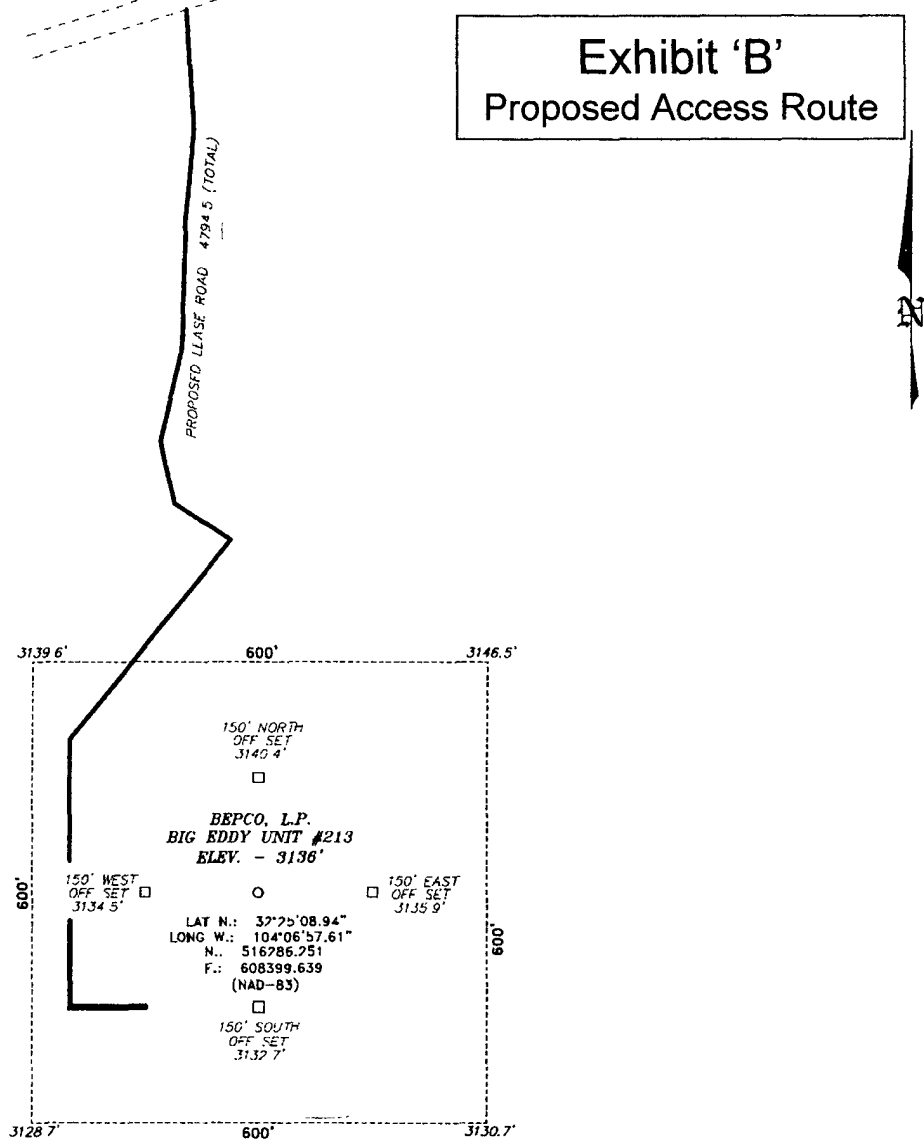 Exhibit ‘B’
Proposed Access Route
PROPOSED LEASE ROAD 4794 5 (TOTAL)
N
3139 6' 600' 3146.5'
150' NORTH
OFF SET
3140 4'
BEPCO, L.P.
BIG EDDY UNIT #213
ELEV. - 3136'
600'
150' WEST
OFF SET
3134 5'
150' EAST
OFF SET
3135 9'
600'
LAT N.: 32°25'08.94"
LONG W.: 104°06'57.61"
N.: 516286.251
E.: 608399.639
(NAD-83)
150' SOUTH
OFF SET
3132 7'
3128 7' 600' 3130.7'